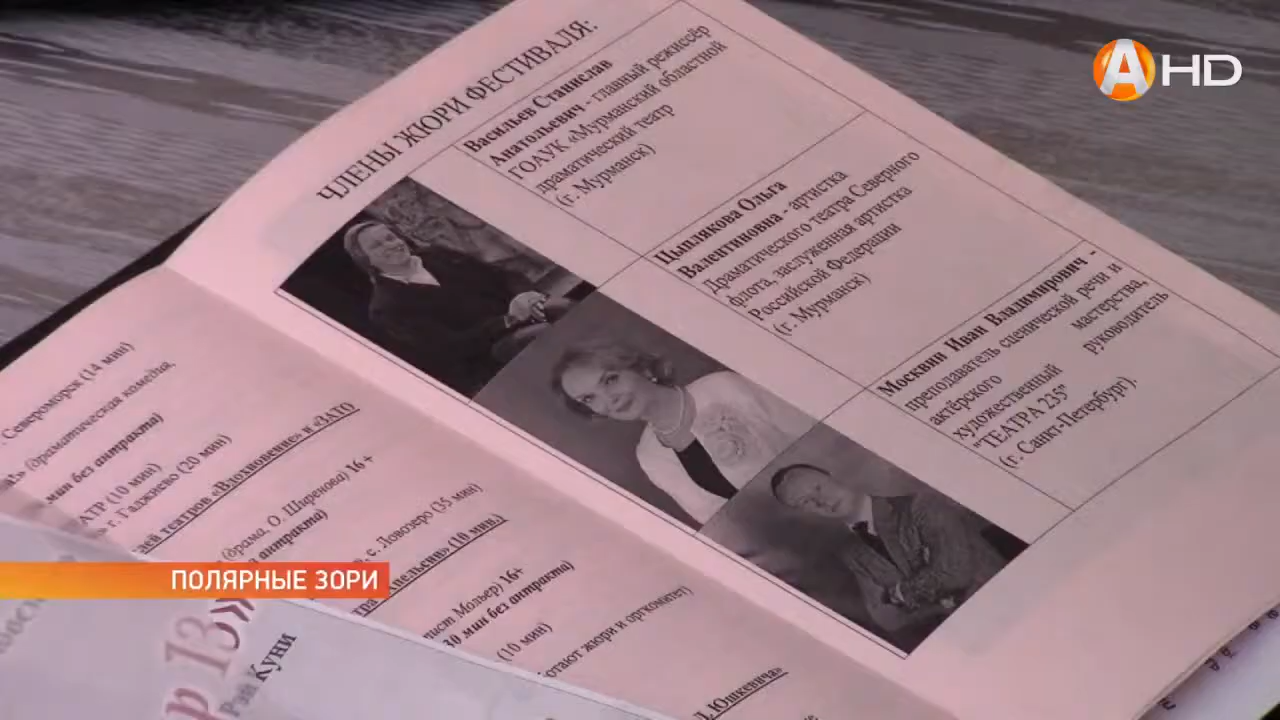 AHD
ЧЛЕНЫ ЖЮРИ ФЕСТИВАЛЯ:
Васильев Станислав
Анатольевич - главный режиссёр
ГОАУК «Мурманский областной
драматический театр
(г. Мурманск)
Цыплякова Ольга
Валентиновна - артистка
Драматического театра Северного
флота, заслуженная артистка
Российской Федерации
(г. Мурманск)
Москвин Иван Владимирович -
преподаватель сценической речи и
актёрского мастерства,
художественный руководитель
"ТЕАТРА 235"
(г. Санкт-Петербург).
Североморск (14 мин)
(драматическая комедия,
мин без антракта)
(10 мин)
г. Гаджиево (20 мин)
театров «Вдохновение» и «ЗАТО
(драма, О. Ширенова) 16+
антракта)
с. Ловозеро (35 мин)
(10 мин.)
Мольер) 16+
30 мин без антракта)
(10 мин)
жюри и оргкомитет)
Юшкевича»
ПОЛЯРНЫЕ ЗОРИ
13»
Рэй Куни